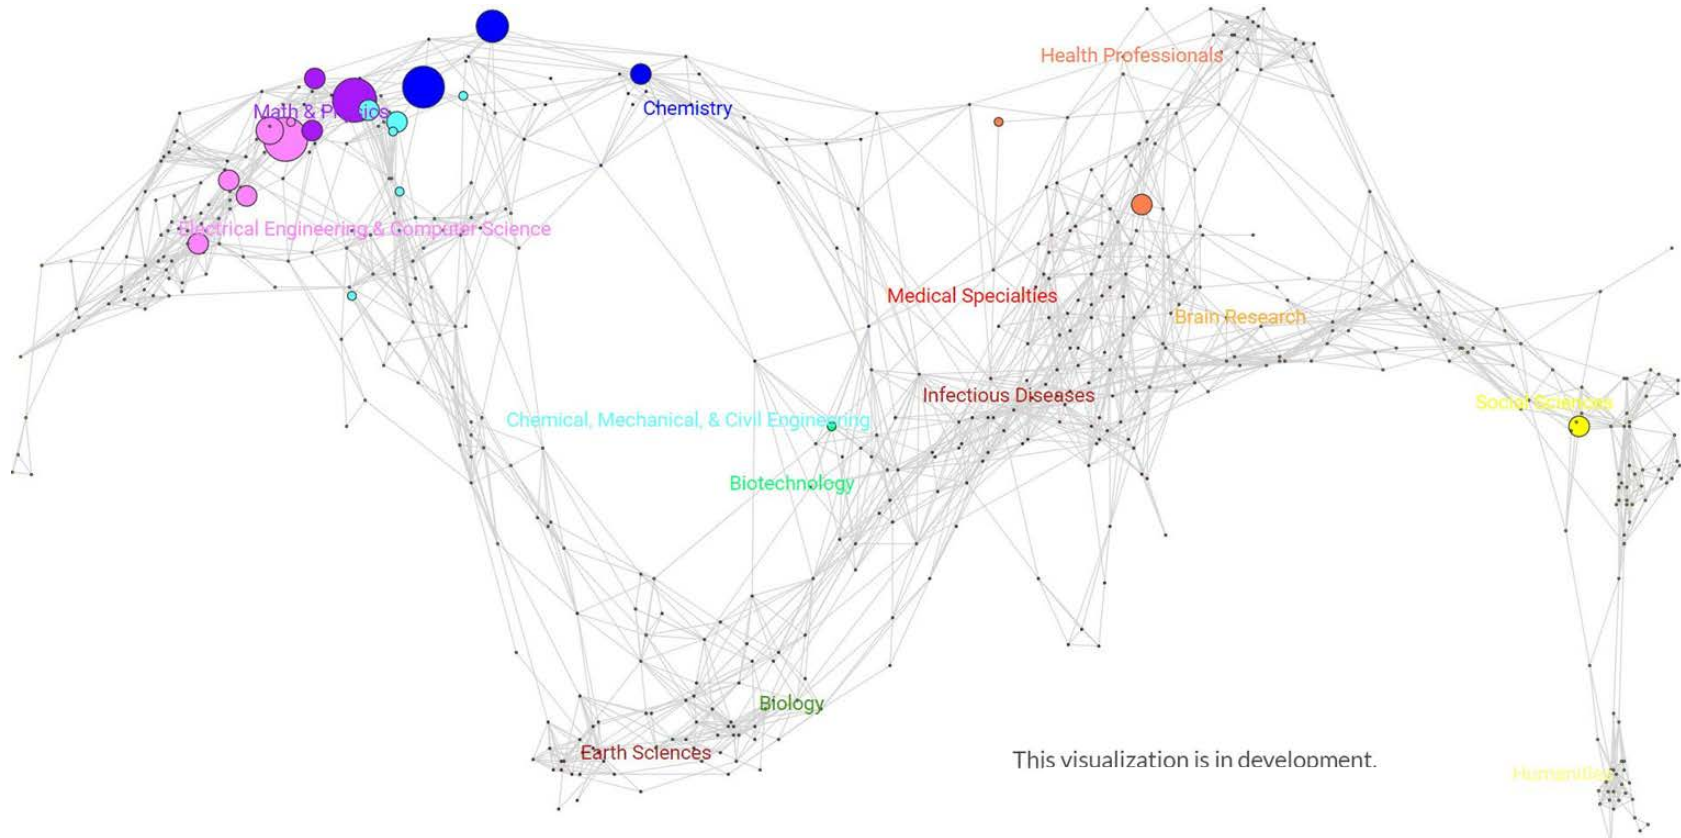 Health Professionals
Chemistry
Math & Physics
Electrical Engineering & Computer Science
Medical Specialties
Brain Research
Infectious Diseases
Social Sciences
Chemical, Mechanical, & Civil Engineering
Biotechnology
Biology
Earth Sciences
This visualization is in development.
Humanities